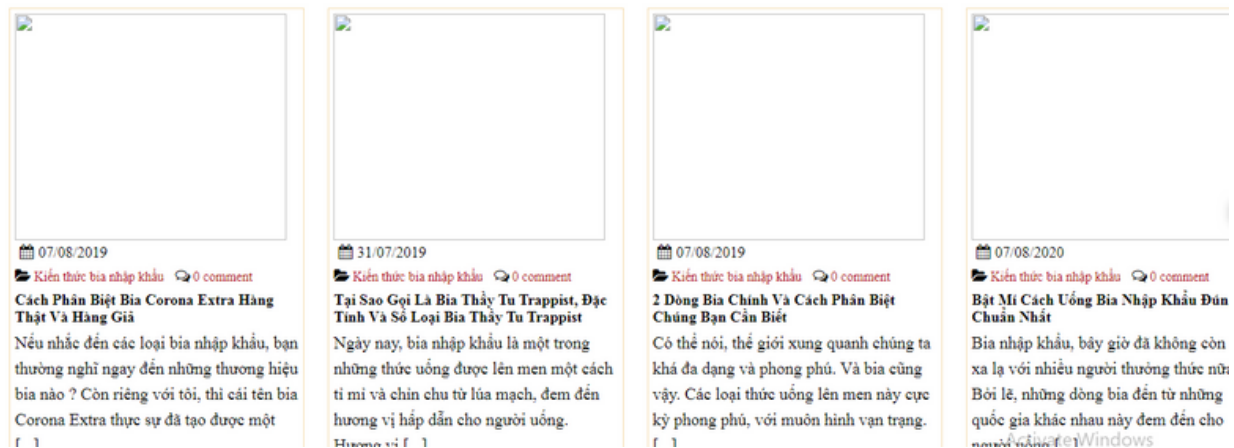 07/08/2019
Kiến thức bia nhập khẩu 0 comment
Cách Phân Biệt Bia Corona Extra Hàng
Thật Và Hàng Giả
Nếu nhắc đến các loại bia nhập khẩu, bạn
thường nghĩ ngay đến những thương hiệu
bia nào ? Còn riêng với tôi, thì cái tên bia
Corona Extra thực sự đã tạo được một
[...]
31/07/2019
Kiến thức bia nhập khẩu 0 comment
Tại Sao Gọi Là Bia Thầy Tu Trappist, Đặc
Tính Và Số Loại Bia Thầy Tu Trappist
Ngày nay, bia nhập khẩu là một trong
những thức uống được lên men một cách
tỉ mỉ và chỉn chu từ lúa mạch, đem đến
hương vị hấp dẫn cho người uống.
Hương vị [...]
07/08/2019
Kiến thức bia nhập khẩu 0 comment
2 Dòng Bia Chính Và Cách Phân Biệt
Chúng Bạn Cần Biết
Có thể nói, thế giới xung quanh chúng ta
khá đa dạng và phong phú. Và bia cũng
vậy. Các loại thức uống lên men này cực
kỳ phong phú, với muôn hình vạn trạng.
[...]
07/08/2020
Kiến thức bia nhập khẩu 0 comment
Bật Mí Cách Uống Bia Nhập Khẩu Đún
Chuẩn Nhất
Bia nhập khẩu, bây giờ đã không còn
xa lạ với nhiều người thưởng thức nữa
Bởi lẽ, những dòng bia đến từ những
quốc gia khác nhau này đem đến cho
người uống [...]
Activate Windows